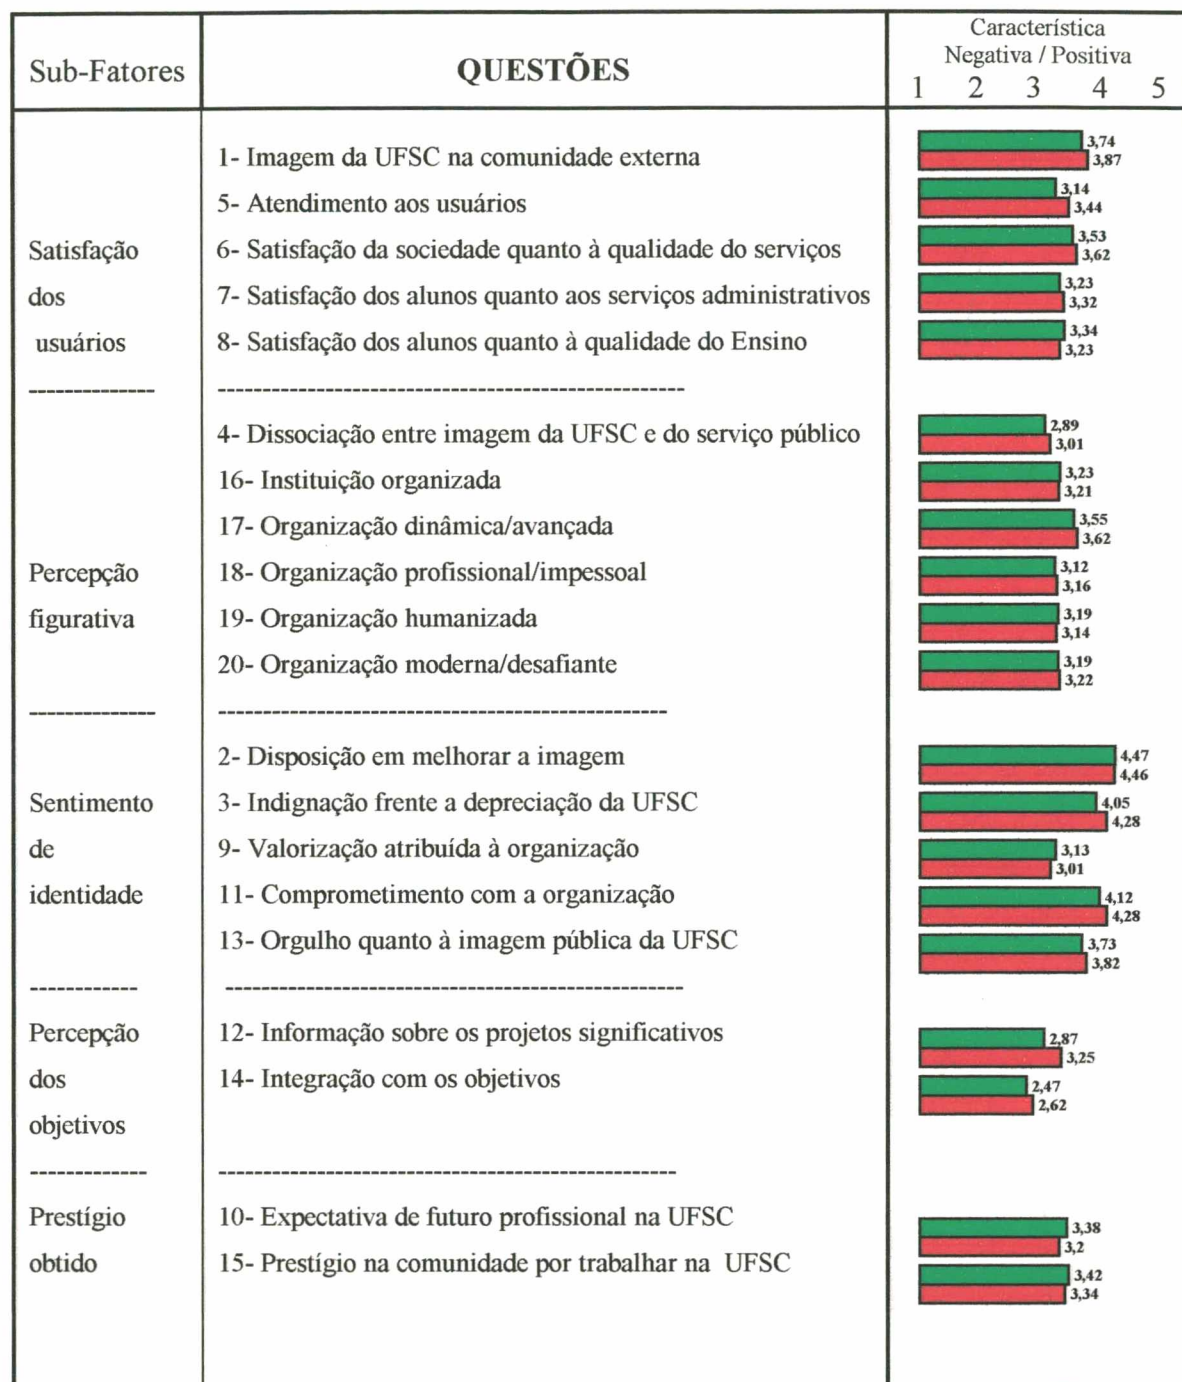 Sub-Fatores
QUESTÕES
Característica
Negativa / Positiva
1 2 3 4 5
Satisfação
dos
usuários
1- Imagem da UFSC na comunidade externa
3,74
3,87
5- Atendimento aos usuários
3,14
3,44
6- Satisfação da sociedade quanto à qualidade do serviços
3,53
3,62
7- Satisfação dos alunos quanto aos serviços administrativos
3,23
3,32
8- Satisfação dos alunos quanto à qualidade do Ensino
3,34
3,23
Percepção
figurativa
4- Dissociação entre imagem da UFSC e do serviço público
2,89
3,01
16- Instituição organizada
3,23
3,21
17- Organização dinâmica/avançada
3,55
3,62
18- Organização profissional/impessoal
3,12
3,16
19- Organização humanizada
3,19
3,14
20- Organização moderna/desafiante
3,19
3,22
Sentimento
de
identidade
2- Disposição em melhorar a imagem
4,47
4,46
3- Indignação frente a depreciação da UFSC
4,05
4,28
9- Valorização atribuída à organização
3,13
3,01
11- Comprometimento com a organização
4,12
4,28
13- Orgulho quanto à imagem pública da UFSC
3,73
3,82
Percepção
dos
objetivos
12- Informação sobre os projetos significativos
2,87
3,25
14- Integração com os objetivos
2,47
2,62
Prestígio
obtido
10- Expectativa de futuro profissional na UFSC
3,38
3,2
15- Prestígio na comunidade por trabalhar na UFSC
3,42
3,34